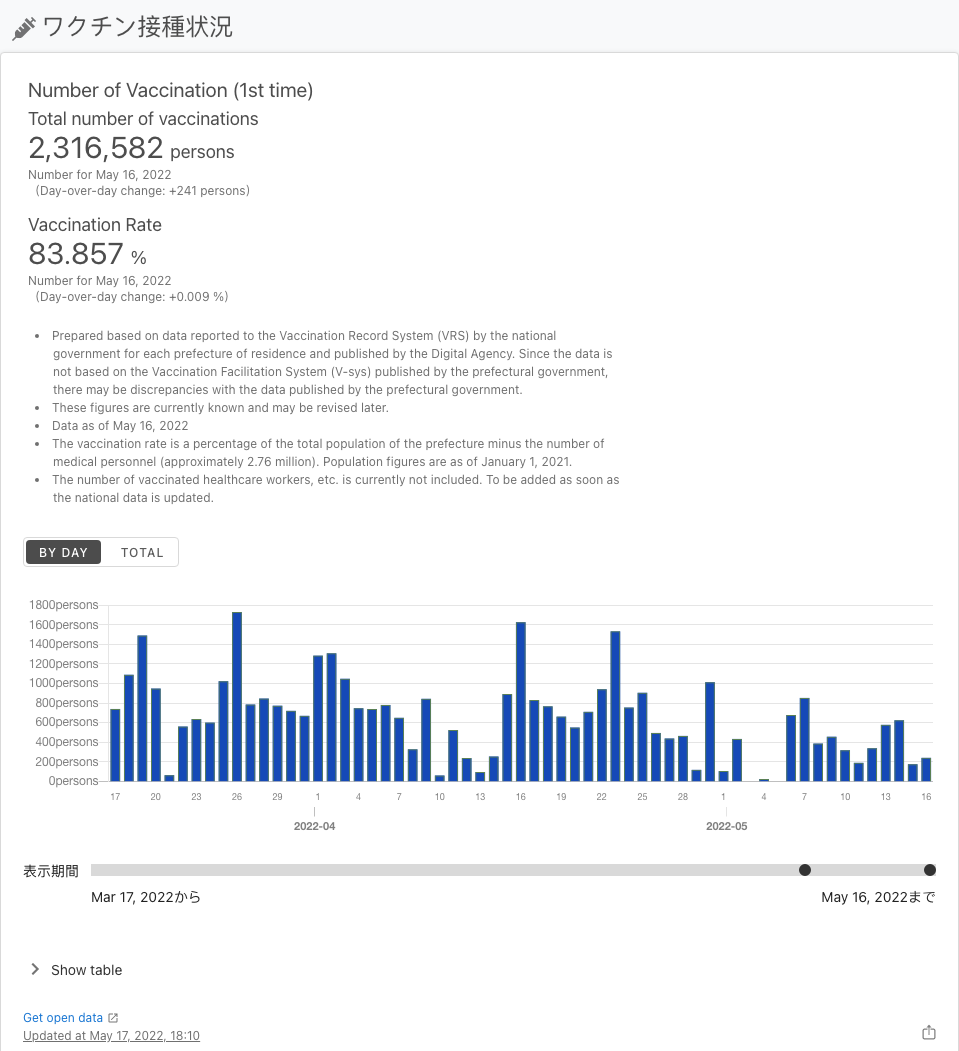 ワクチン接種状況
Number of Vaccination (1st time)
Total number of vaccinations
2,316,582 persons
Number for May 16, 2022
(Day-over-day change: +241 persons)
Vaccination Rate
83.857 %
Number for May 16, 2022
(Day-over-day change: +0.009 %)
• Prepared based on data reported to the Vaccination Record System (VRS) by the national
government for each prefecture of residence and published by the Digital Agency. Since the data is
not based on the Vaccination Facilitation System (V-sys) published by the prefectural government,
there may be discrepancies with the data published by the prefectural government.
• These figures are currently known and may be revised later.
• Data as of May 16, 2022
• The vaccination rate is a percentage of the total population of the prefecture minus the number of
medical personnel (approximately 2.76 million). Population figures are as of January 1, 2021.
• The number of vaccinated healthcare workers, etc. is currently not included. To be added as soon as
the national data is updated.
BY DAY TOTAL
1800persons
1600persons
1400persons
1200persons
1000persons
800persons
600persons
400persons
200persons
0persons
17 20 23 26 29 1 4 7 10 13 16 19 22 25 28 1 4 7 10 13 16
2022-04 2022-05
表示期間
Mar 17, 2022から May 16, 2022まで
Show table
Get open data
Updated at May 17, 2022, 18:10